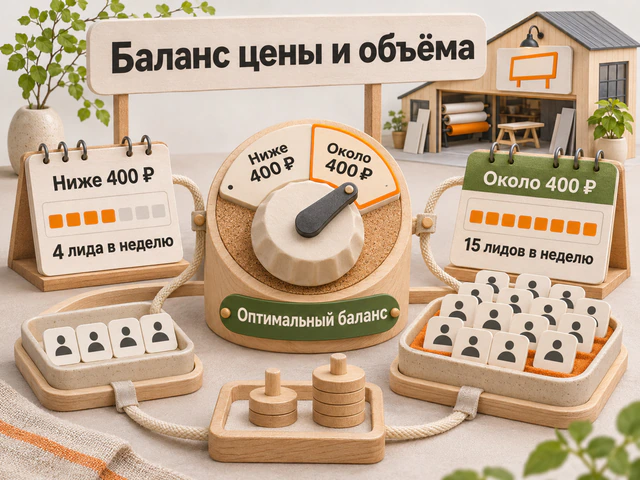 Баланс цены и объёма
Ниже 400 ₽
4 лида в неделю
Ниже
400 ₽
Около
400 ₽
Оптимальный баланс
Около 400 ₽
15 лидов в неделю